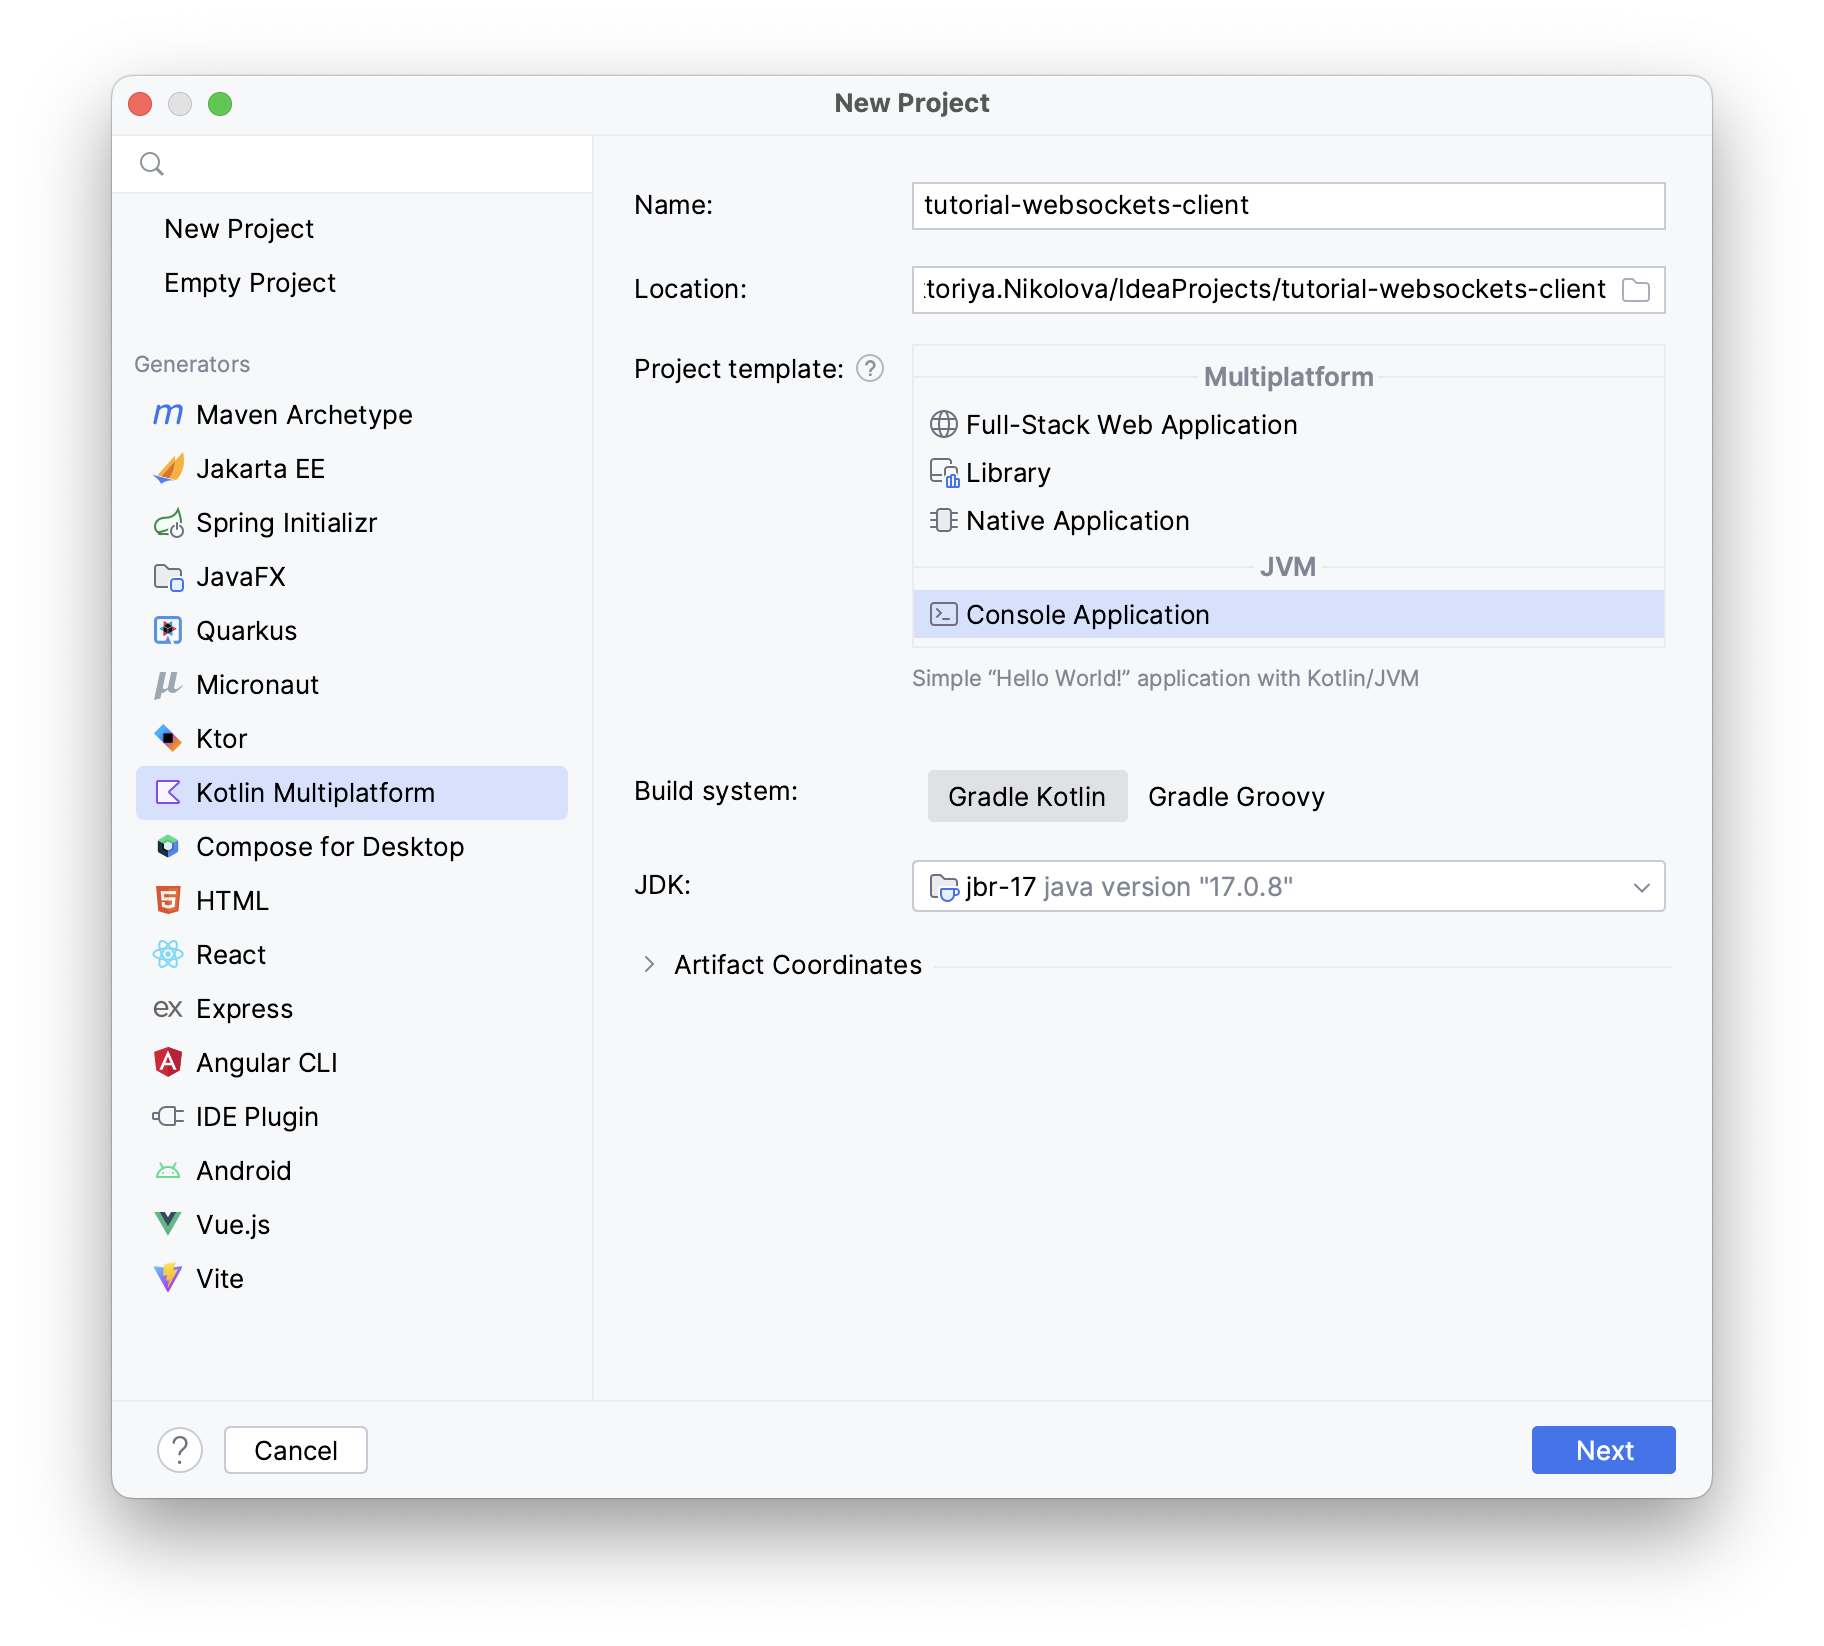 New Project
New Project
Empty Project
Generators
Maven Archetype
Jakarta EE
Spring Initializr
JavaFX
Quarkus
Micronaut
Ktor
Kotlin Multiplatform
Compose for Desktop
HTML
React
ex Express
Angular CLI
IDE Plugin
Android
Vue.js
Vite
Name: tutorial-websockets-client
Location: toriya.Nikolova/IdeaProjects/tutorial-websockets-client
Project template: ?
Multiplatform
Full-Stack Web Application
Library
Native Application
JVM
Console Application
Simple “Hello World!” application with Kotlin/JVM
Build system: Gradle Kotlin Gradle Groovy
JDK: jbr-17 java version "17.0.8"
Artifact Coordinates
? Cancel Next